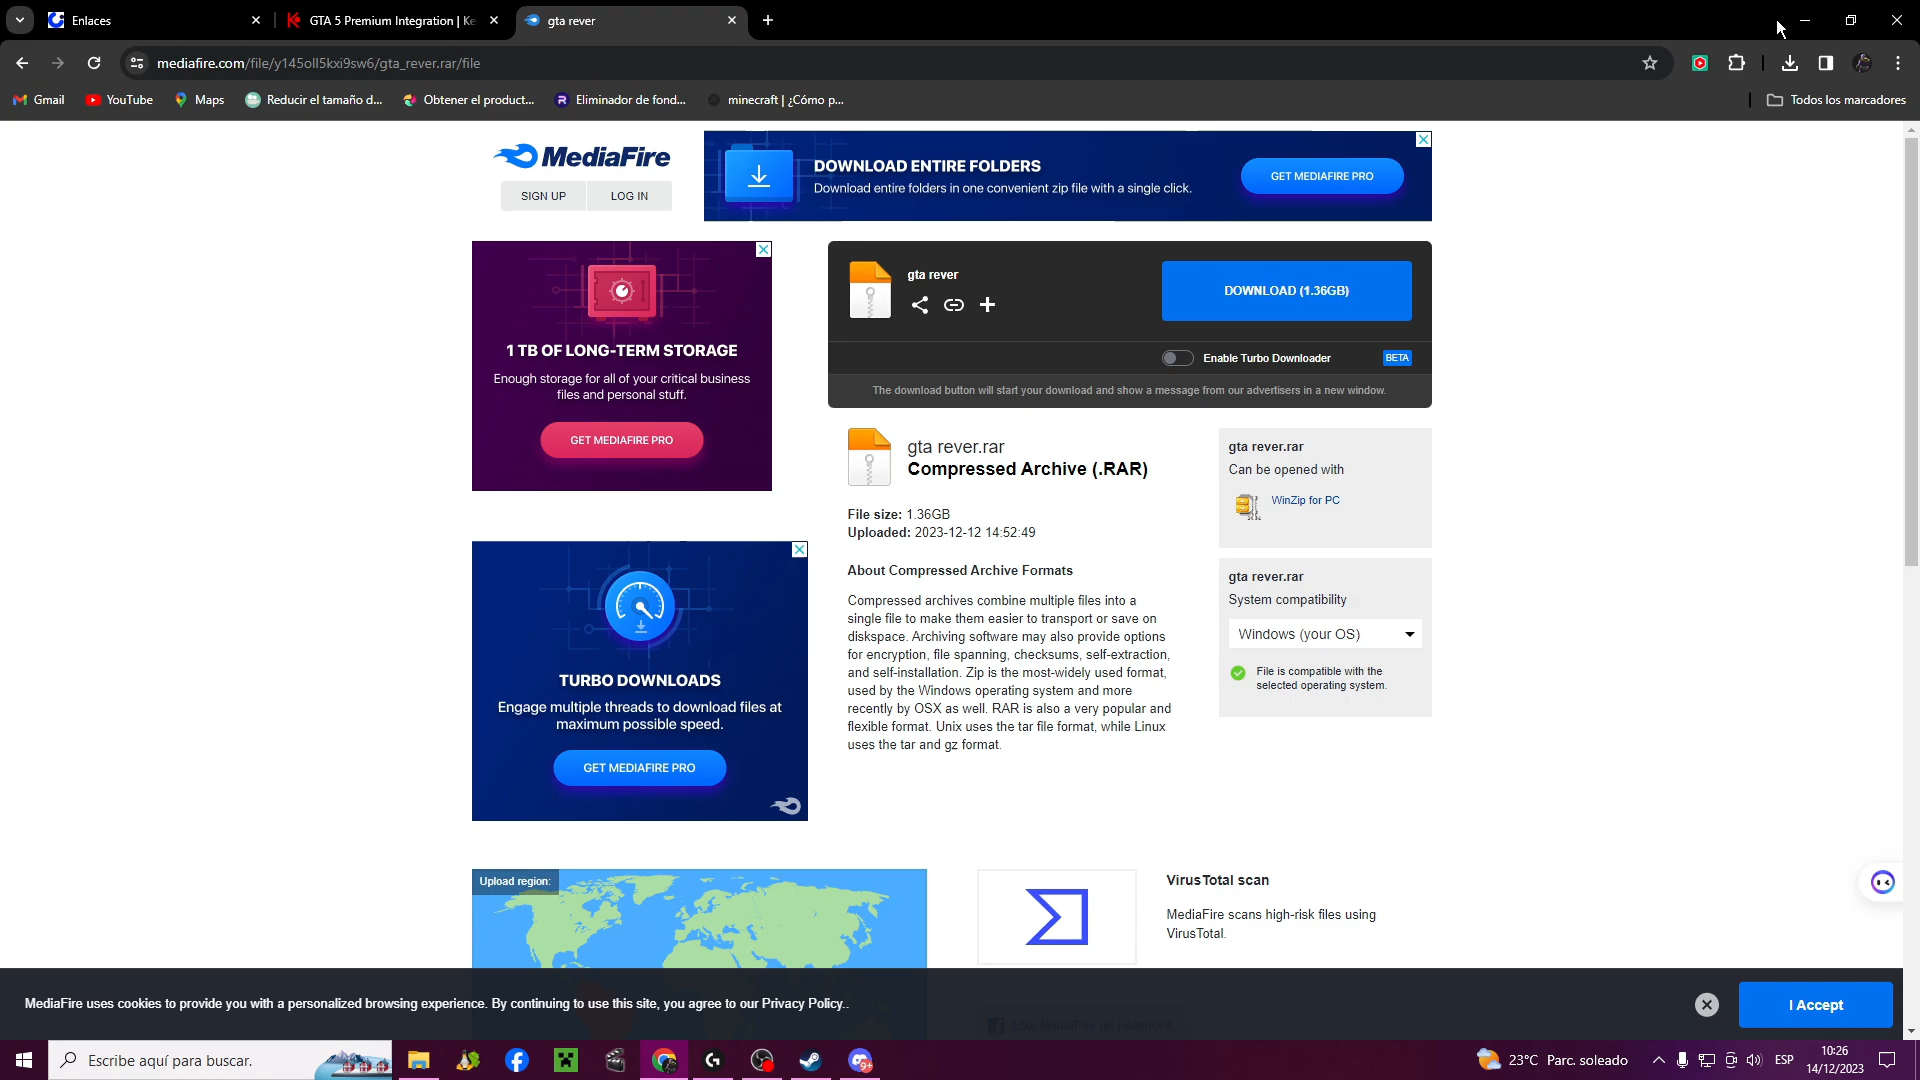 Enlaces
GTA 5 Premium Integration | Ke
gta rever
mediafire.com/file/y145oll5kxi9sw6/gta_rever.rar/file
Gmail
YouTube
Maps
Reducir el tamaño d...
Obtener el product...
Eliminador de fond...
minecraft | ¿Cómo p...
Todos los marcadores
MediaFire
SIGN UP
LOG IN
DOWNLOAD ENTIRE FOLDERS
Download entire folders in one convenient zip file with a single click.
GET MEDIAFIRE PRO
1 TB OF LONG-TERM STORAGE
Enough storage for all of your critical business
files and personal stuff.
GET MEDIAFIRE PRO
gta rever
DOWNLOAD (1.36GB)
Enable Turbo Downloader
BETA
The download button will start your download and show a message from our advertisers in a new window.
gta rever.rar
Compressed Archive (.RAR)
File size: 1.36GB
Uploaded: 2023-12-12 14:52:49
About Compressed Archive Formats
Compressed archives combine multiple files into a
single file to make them easier to transport or save on
diskspace. Archiving software may also provide options
for encryption, file spanning, checksums, self-extraction,
and self-installation. Zip is the most-widely used format,
used by the Windows operating system and more
recently by OSX as well. RAR is also a very popular and
flexible format. Unix uses the tar file format, while Linux
uses the tar and gz format.
gta rever.rar
Can be opened with
WinZip for PC
gta rever.rar
System compatibility
Windows (your OS)
File is compatible with the
selected operating system.
TURBO DOWNLOADS
Engage multiple threads to download files at
maximum possible speed.
GET MEDIAFIRE PRO
Upload region:
VirusTotal scan
MediaFire scans high-risk files using
VirusTotal.
Like MediaFire on Facebook
MediaFire uses cookies to provide you with a personalized browsing experience. By continuing to use this site, you agree to our Privacy Policy..
I Accept
Escribe aquí para buscar.
23°C Parc. soleado
ESP
10:26
14/12/2023